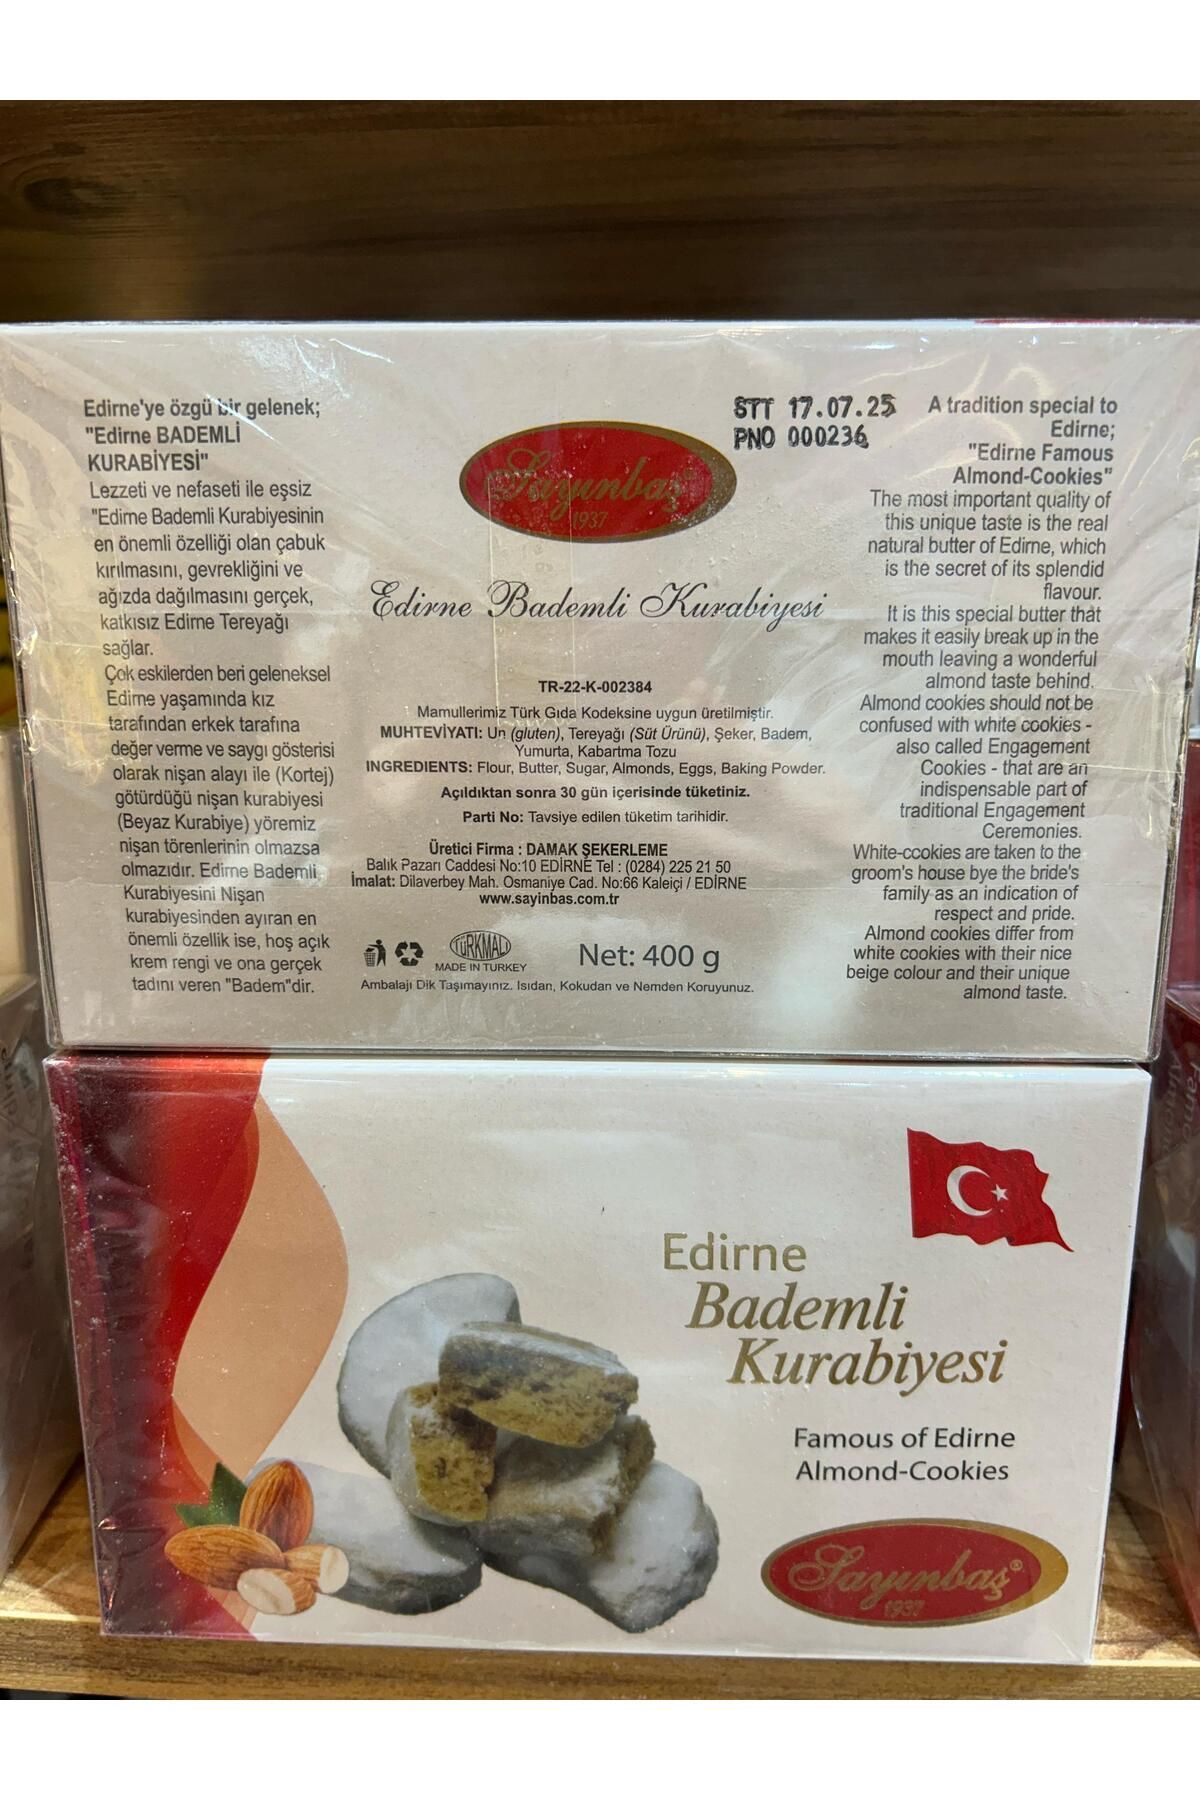 Edirne'ye özgü bir gelenek;
"Edirne BADEMLİ
KURABİYESİ"
Lezzeti ve nefaseti ile eşsiz
"Edirne Bademli Kurabiyesinin
en önemli özelliği olan çabuk
kırılmasını, gevrekliğini ve
ağızda dağılmasını gerçek,
katkısız Edirne Tereyağı
sağlar.
Çok eskilerden beri geleneksel
Edirne yaşamında kız
tarafından erkek tarafına
değer verme ve saygı gösterisi
olarak nişan alayı ile (Kortej)
götürdüğü nişan kurabiyesi
(Beyaz Kurabiye) yöremiz
nişan törenlerinin olmazsa
olmazıdır. Edirne Bademli
Kurabiyesini Nişan
kurabiyesinden ayıran en
önemli özellik ise, hoş açık
krem rengi ve ona gerçek
tadını veren "Badem"dir.
Sayınbaş
1937
Edirne Bademli Kurabiyesi
TR-22-K-002384
Mamullerimiz Türk Gıda Kodeksine uygun üretilmiştir.
MUHTEVİYATI: Un (gluten), Tereyağı (Süt Ürünü), Şeker, Badem,
Yumurta, Kabartma Tozu
INGREDIENTS: Flour, Butter, Sugar, Almonds, Eggs, Baking Powder.
Açıldıktan sonra 30 gün içerisinde tüketiniz.
Parti No: Tavsiye edilen tüketim tarihidir.
Üretici Firma : DAMAK ŞEKERLEME
Balık Pazarı Caddesi No:10 EDİRNE Tel : (0284) 225 21 50
İmalat: Dilaverbey Mah. Osmaniye Cad. No:66 Kaleiçi / EDİRNE
www.sayinbas.com.tr
TÜRKMALI
MADE IN TURKEY
Net: 400 g
Ambalajı Dik Taşımayınız. Isıdan, Kokudan ve Nemden Koruyunuz.
STT 17.07.25
PNO 000236
A tradition special to
Edirne;
"Edirne Famous
Almond-Cookies"
The most important quality of
this unique taste is the real
natural butter of Edirne, which
is the secret of its splendid
flavour.
It is this special butter that
makes it easily break up in the
mouth leaving a wonderful
almond taste behind.
Almond cookies should not be
confused with white cookies -
also called Engagement
Cookies - that are an
indispensable part of
traditional Engagement
Ceremonies.
White-cookies are taken to the
groom's house bye the bride's
family as an indication of
respect and pride.
Almond cookies differ from
white cookies with their nice
beige colour and their unique
almond taste.
Edirne
Bademli
Kurabiyesi
Famous of Edirne
Almond-Cookies
Sayınbaş®
1937